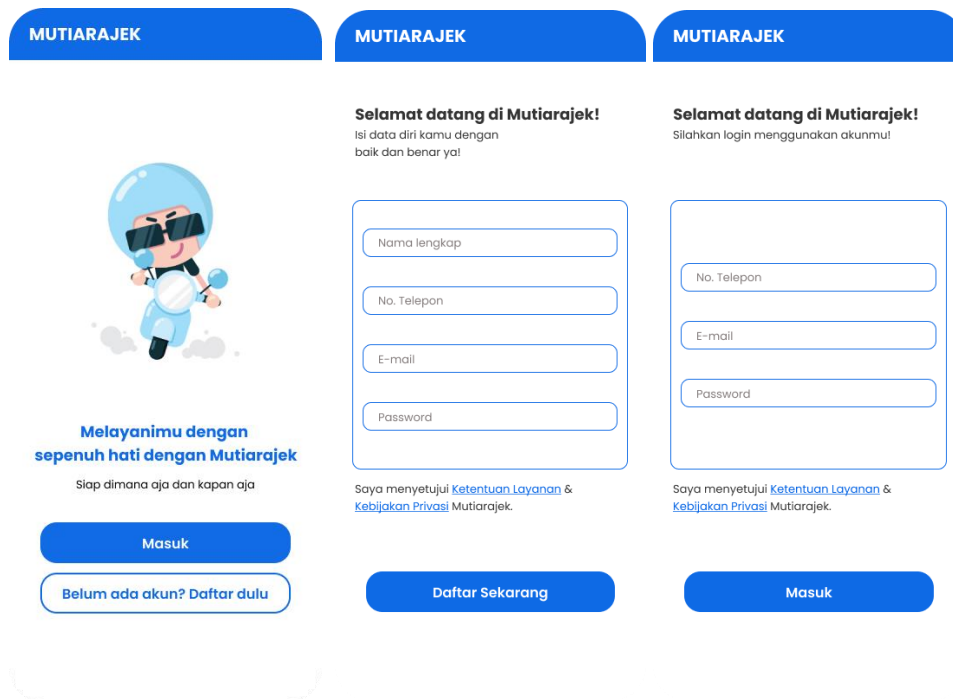 MUTIARAJEK
Melayanimu dengan
sepenuh hati dengan Mutiarajek
Siap dimana aja dan kapan aja
Masuk
Belum ada akun? Daftar dulu
MUTIARAJEK
Selamat datang di Mutiarajek!
Isi data diri kamu dengan
baik dan benar ya!
Nama lengkap
No. Telepon
E-mail
Password
Saya menyetujui Ketentuan Layanan &
Kebijakan Privasi Mutiarajek.
Daftar Sekarang
MUTIARAJEK
Selamat datang di Mutiarajek!
Silahkan login menggunakan akunmu!
No. Telepon
E-mail
Password
Saya menyetujui Ketentuan Layanan &
Kebijakan Privasi Mutiarajek.
Masuk